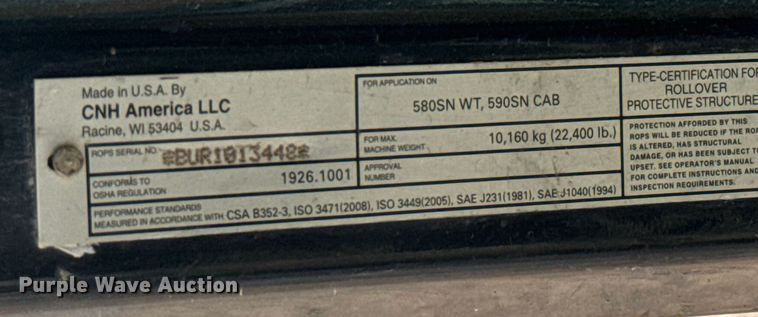 Made in U.S.A. By
CNH America LLC
Racine, WI 53404 U.S.A.
ROPS SERIAL NO. *BUR1013448*
CONFORMS TO
OSHA REGULATION 1926.1001
PERFORMANCE STANDARDS
MEASURED IN ACCORDANCE WITH CSA B352-3, ISO 3471(2008), ISO 3449(2005), SAE J231(1981), SAE J1040(1994)
FOR APPLICATION ON
580SN WT, 590SN CAB
FOR MAX.
MACHINE WEIGHT 10,160 kg (22,400 lb.)
APPROVAL
NUMBER
TYPE-CERTIFICATION FO
ROLLOVER
PROTECTIVE STRUCTURE
PROTECTION AFFORDED BY THIS
ROPS WILL BE REDUCED IF THE RO
IS ALTERED, HAS STRUCTURAL
DAMAGE, OR HAS BEEN SUBJECT T
UPSET. SEE OPERATOR'S MANUAL
FOR COMPLETE INSTRUCTIONS AN
INSPECTION REQUIREMENTS.
Purple Wave Auction